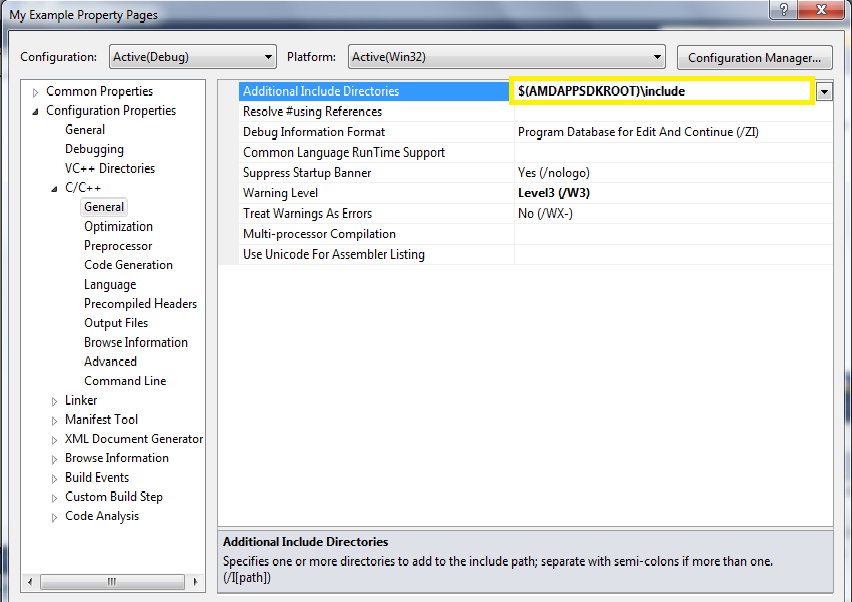 My Example Property Pages
Configuration: Active(Debug) Platform: Active(Win32) Configuration Manager...
Common Properties
Configuration Properties
General
Debugging
VC++ Directories
C/C++
General
Optimization
Preprocessor
Code Generation
Language
Precompiled Headers
Output Files
Browse Information
Advanced
Command Line
Linker
Manifest Tool
XML Document Generator
Browse Information
Build Events
Custom Build Step
Code Analysis
Additional Include Directories $(AMDAPPSDKROOT)\include
Resolve #using References
Debug Information Format Program Database for Edit And Continue (/ZI)
Common Language RunTime Support
Suppress Startup Banner Yes (/nologo)
Warning Level Level3 (/W3)
Treat Warnings As Errors No (/WX-)
Multi-processor Compilation
Use Unicode For Assembler Listing
Additional Include Directories
Specifies one or more directories to add to the include path; separate with semi-colons if more than one.
(/I[path])